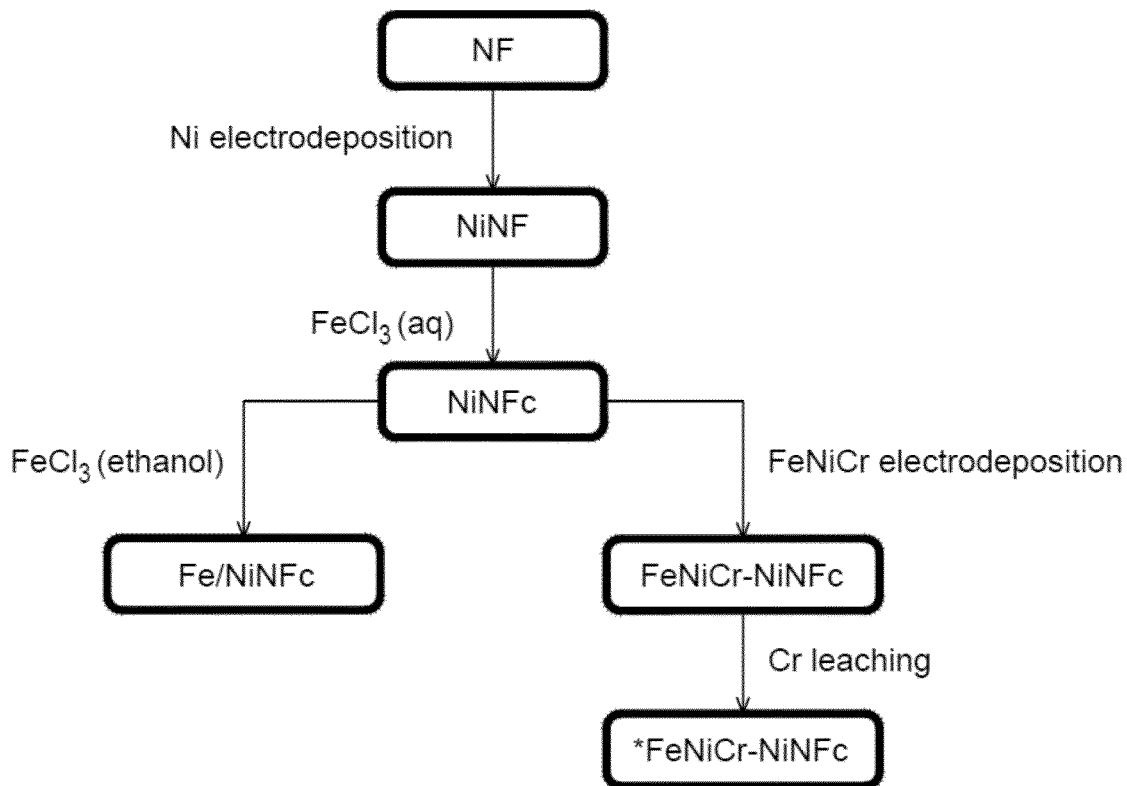 NF
Ni electrodeposition
NiNF
FeCl3 (aq)
NiNFc
FeCl3 (ethanol)
FeNiCr electrodeposition
Fe/NiNFc
FeNiCr-NiNFc
Cr leaching
*FeNiCr-NiNFc